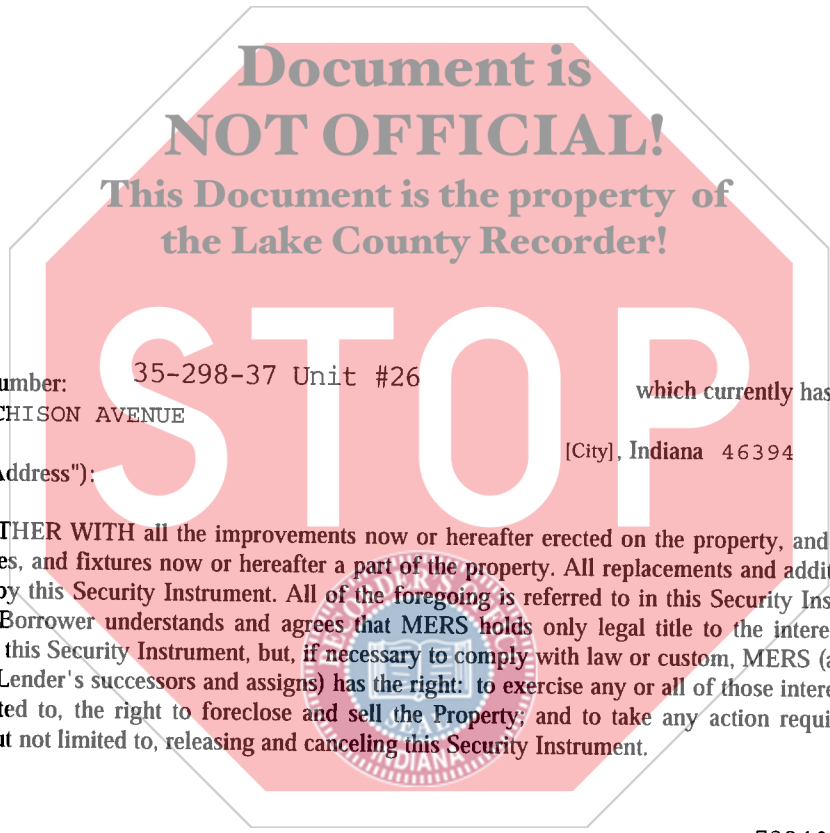 Document is
NOT OFFICIAL!
This Document is the property of
the Lake County Recorder!
STOP
umber: 35-298-37 Unit #26 which currently has
CHISON AVENUE
[City], Indiana 46394
Address"):
THER WITH all the improvements now or hereafter erected on the property, and
es, and fixtures now or hereafter a part of the property. All replacements and addit
by this Security Instrument. All of the foregoing is referred to in this Security Ins
Borrower understands and agrees that MERS holds only legal title to the intere
this Security Instrument, but, if necessary to comply with law or custom, MERS (a
Lender's successors and assigns) has the right: to exercise any or all of those intere
ted to, the right to foreclose and sell the Property; and to take any action requi
ut not limited to, releasing and canceling this Security Instrument.
RECORDER'S OFFICE
SEAL
INDIANA